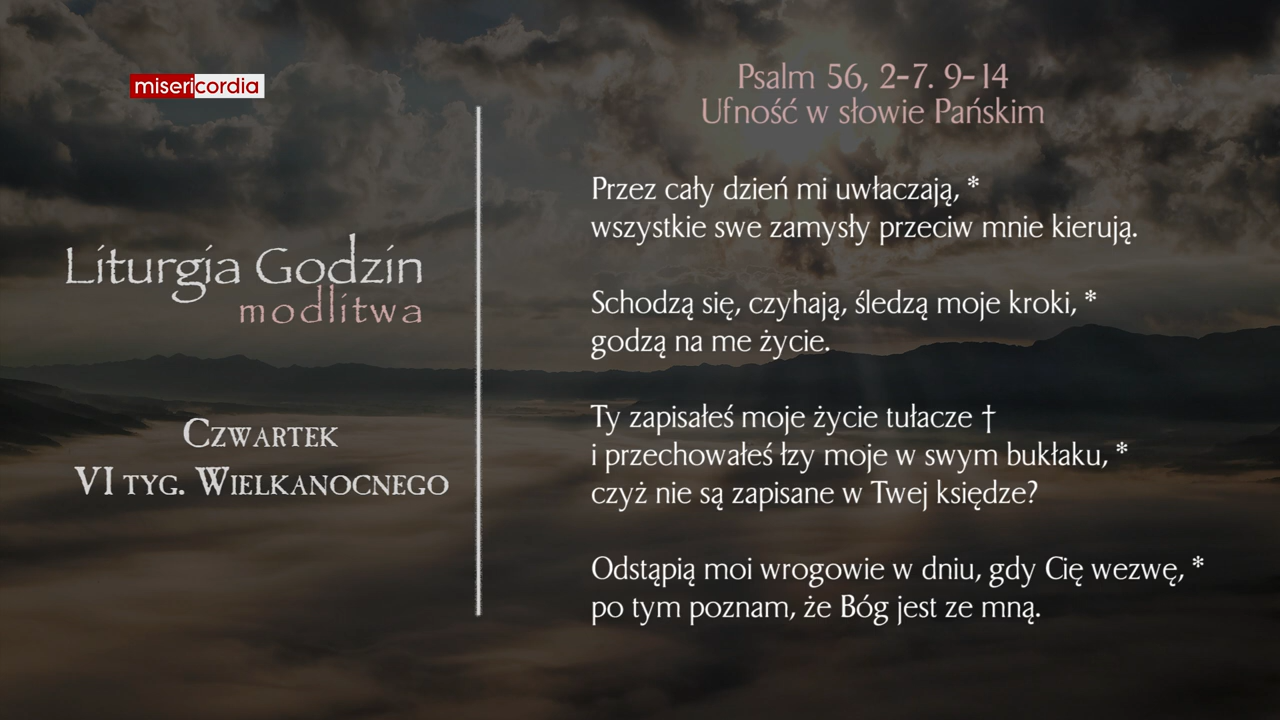 misericordia
Liturgia Godzin
modlitwa
Czwartek
VI tyg. Wielkanocnego
Psalm 56, 2-7. 9-14
Ufność w słowie Pańskim
Przez cały dzień mi uwłaczają, *
wszystkie swe zamysły przeciw mnie kierują.
Schodzą się, czyhają, śledzą moje kroki, *
godzą na me życie.
Ty zapisałeś moje życie tułacze †
i przechowałeś łzy moje w swym bukłaku, *
czyż nie są zapisane w Twej księdze?
Odstąpią moi wrogowie w dniu, gdy Cię wezwę, *
po tym poznam, że Bóg jest ze mną.